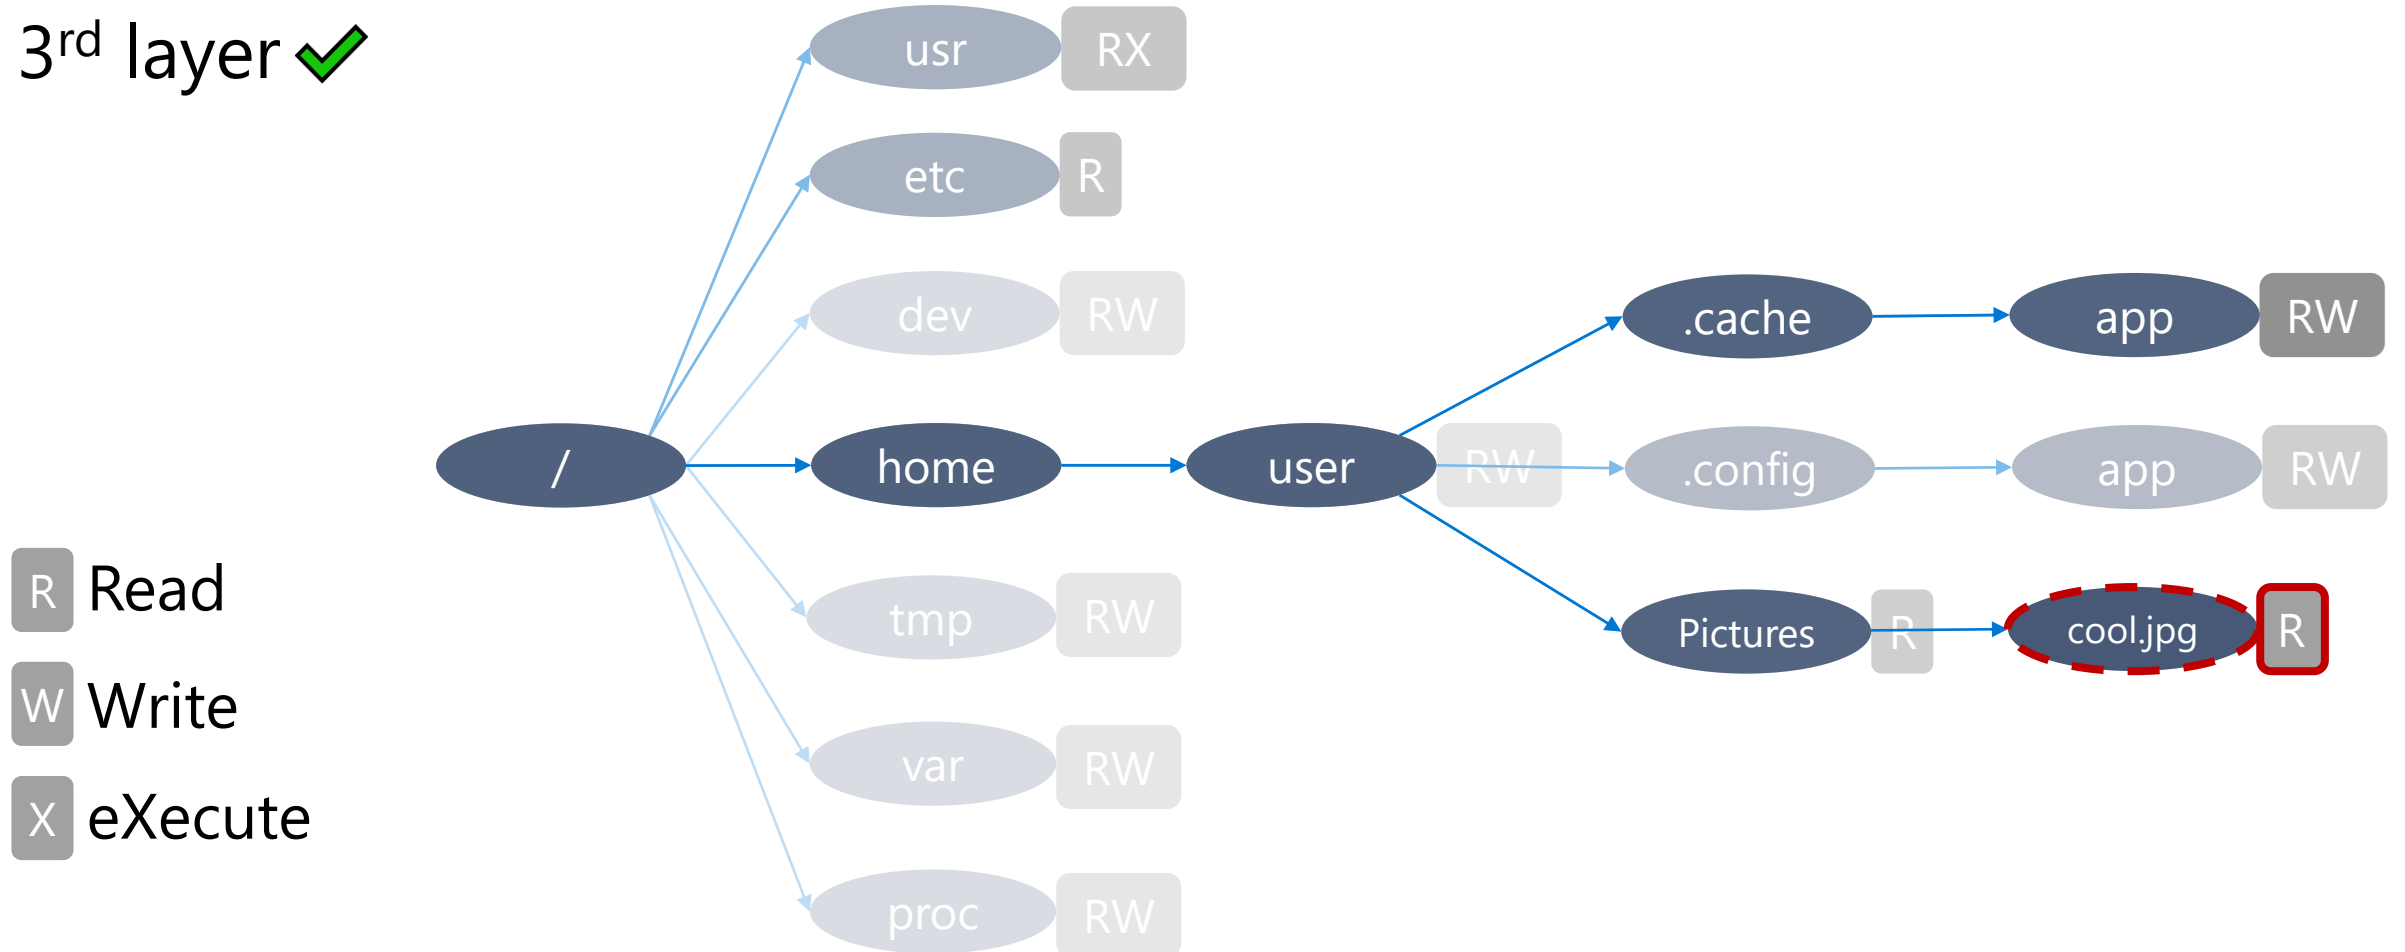 3rd layer
usr RX
etc R
dev RW
.cache app RW
/ home user RW .config app RW
Pictures R cool.jpg R
R Read
tmp RW
W Write
var RW
X eXecute
proc RW